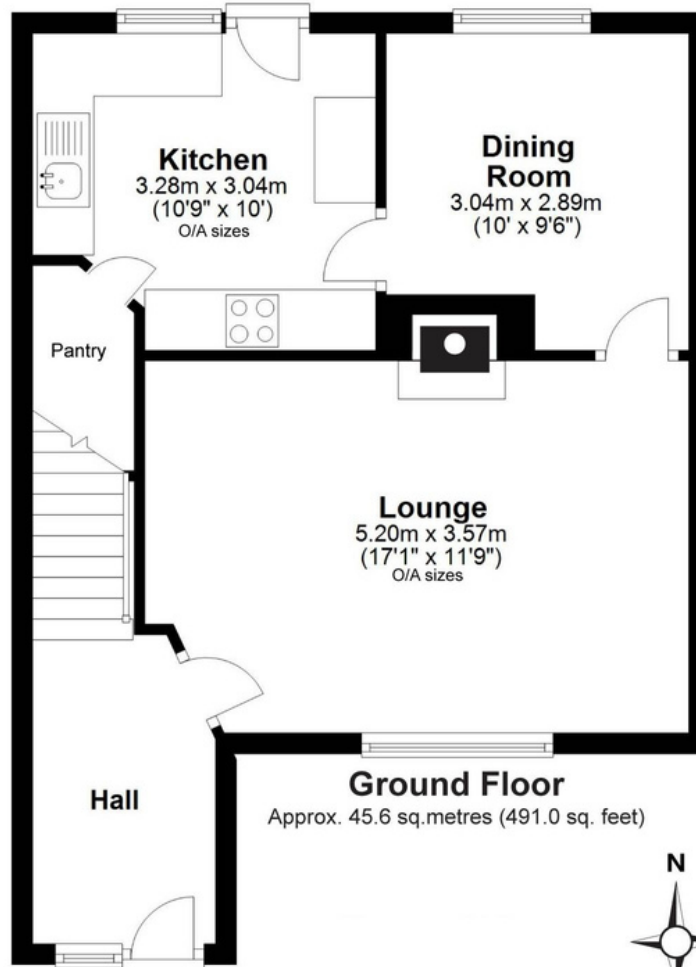 Kitchen
3.28m x 3.04m
(10'9" x 10')
O/A sizes
Dining
Room
3.04m x 2.89m
(10' x 9'6")
Pantry
Lounge
5.20m x 3.57m
(17'1" x 11'9")
O/A sizes
Hall
Ground Floor
Approx. 45.6 sq.metres (491.0 sq. feet)
N